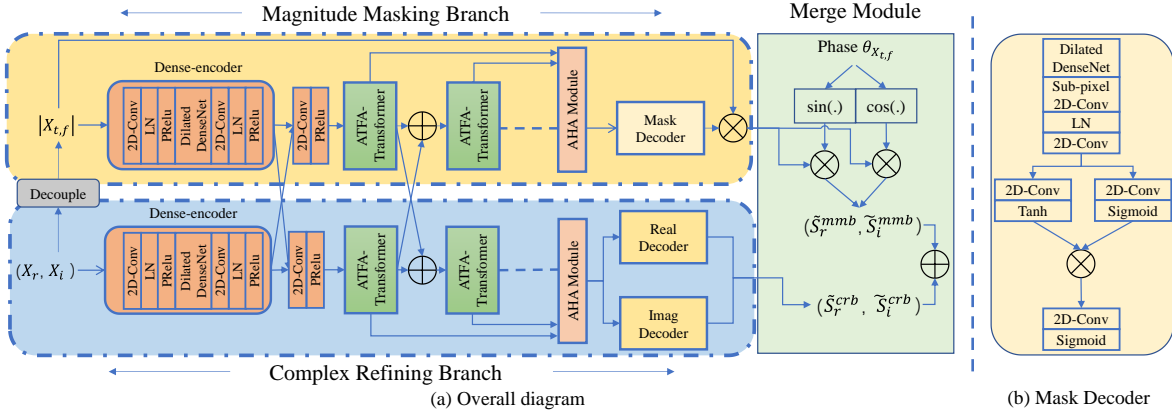 Magnitude Masking Branch
Merge Module
Dense-encoder
|X_{t,f}|
2D-Conv
LN
PRelu
Dilated
DenseNet
2D-Conv
LN
PRelu
2D-Conv
PRelu
ATFA-
Transformer
ATFA-
Transformer
AHA Module
Mask
Decoder
Phase θ_{X_{t,f}}
sin(.)
cos(.)
(S̃_r^{mmb}, S̃_i^{mmb})
Decouple
Dense-encoder
(X_r, X_i)
2D-Conv
LN
PRelu
Dilated
DenseNet
2D-Conv
LN
PRelu
2D-Conv
PRelu
ATFA-
Transformer
ATFA-
Transformer
AHA Module
Real
Decoder
Imag
Decoder
(S̃_r^{crb}, S̃_i^{crb})
Complex Refining Branch
(a) Overall diagram
Dilated
DenseNet
Sub-pixel
2D-Conv
LN
2D-Conv
2D-Conv
Tanh
2D-Conv
Sigmoid
2D-Conv
Sigmoid
(b) Mask Decoder